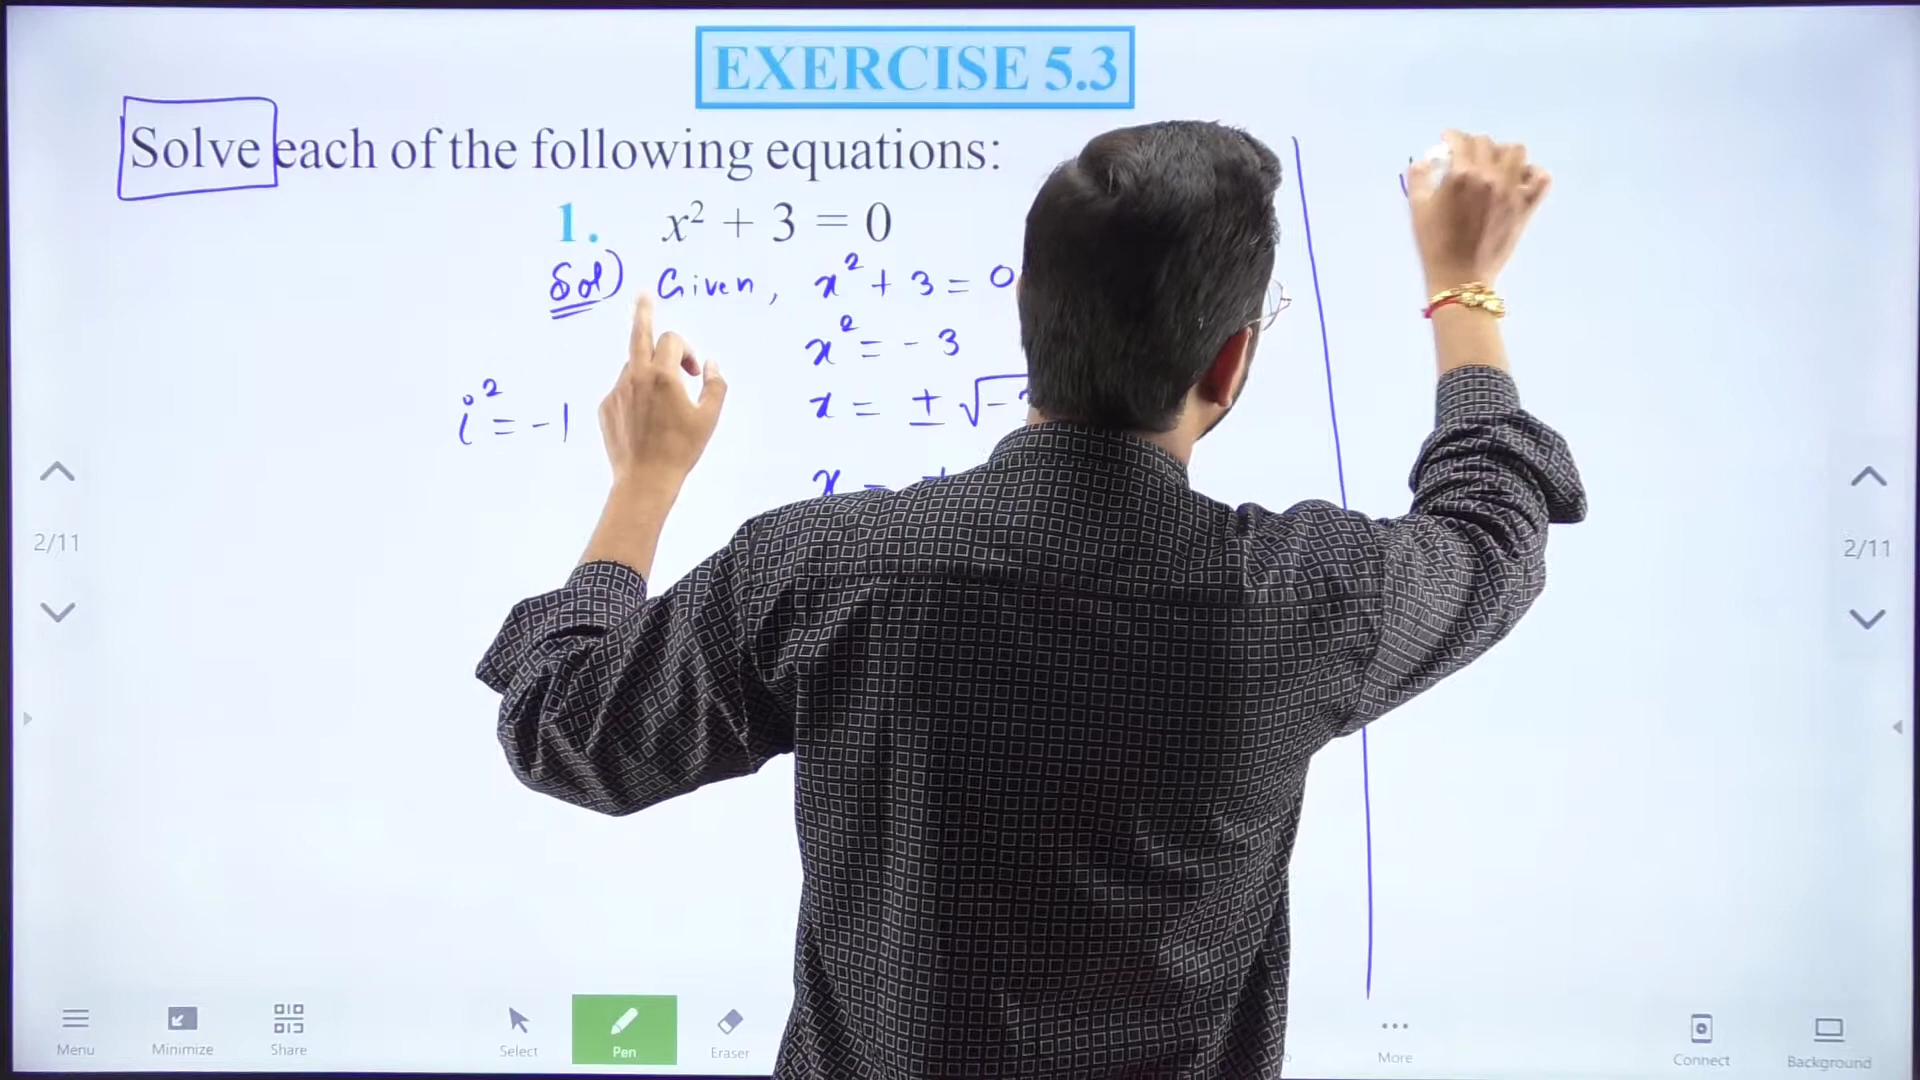 EXERCISE 5.3
Solve each of the following equations:
1. x² + 3 = 0
Sol) Given, x² + 3 = 0
x² = - 3
i² = -1
x = ± √-
x = ±
2/11
2/11
Menu
Minimize
Share
Select
Pen
Eraser
More
Connect
Background